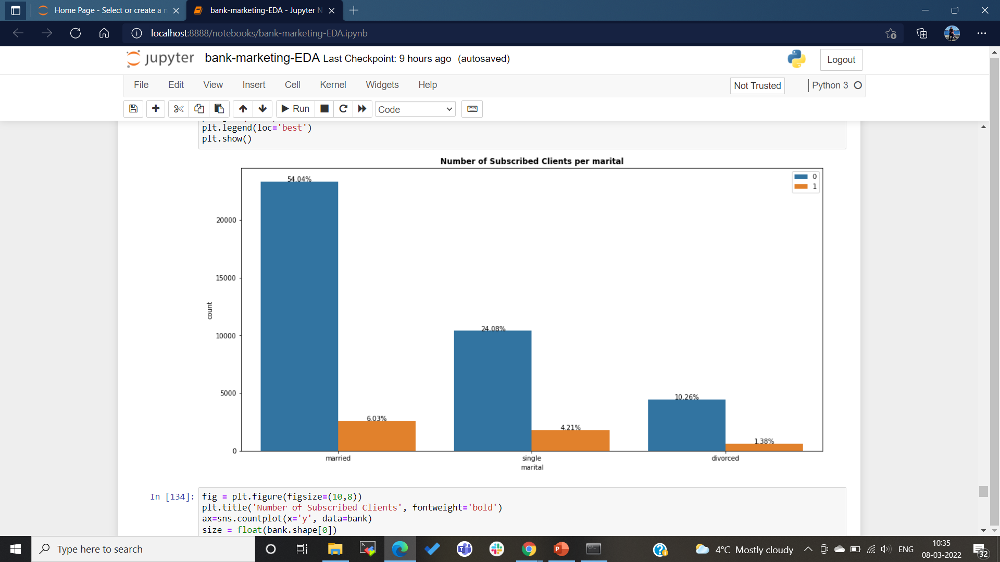 Home Page - Select or create a n
bank-marketing-EDA - Jupyter N
localhost:8888/notebooks/bank-marketing-EDA.ipynb
jupyter bank-marketing-EDA Last Checkpoint: 9 hours ago (autosaved)
Logout
File Edit View Insert Cell Kernel Widgets Help
Not Trusted
Python 3
Run
Code
plt.legend(loc='best')
plt.show()
Number of Subscribed Clients per marital
0
1
54.04%
20000
15000
count
24.08%
10000
10.26%
5000
6.03%
4.21%
1.38%
0
married single divorced
marital
In [134]:
fig = plt.figure(figsize=(10,8))
plt.title('Number of Subscribed Clients', fontweight='bold')
ax=sns.countplot(x='y', data=bank)
size = float(bank.shape[0])
Type here to search
4°C Mostly cloudy
ENG
10:35
08-03-2022
32